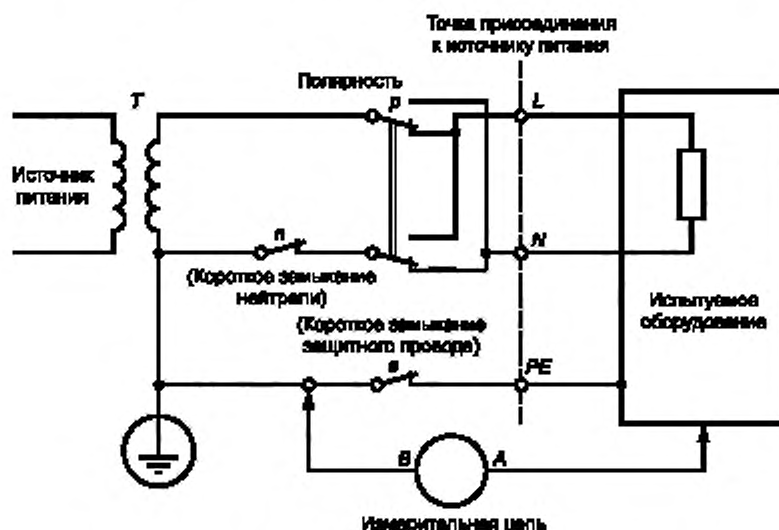 Точка присоединения
к источнику питания
Полярность
T
p
L
Источник
питания
n
N
(Короткое замыкание
нейтрали)
Испытуемое
оборудование
(Короткое замыкание
защитного провода)
e
PE
B
A
Измерительная цепь